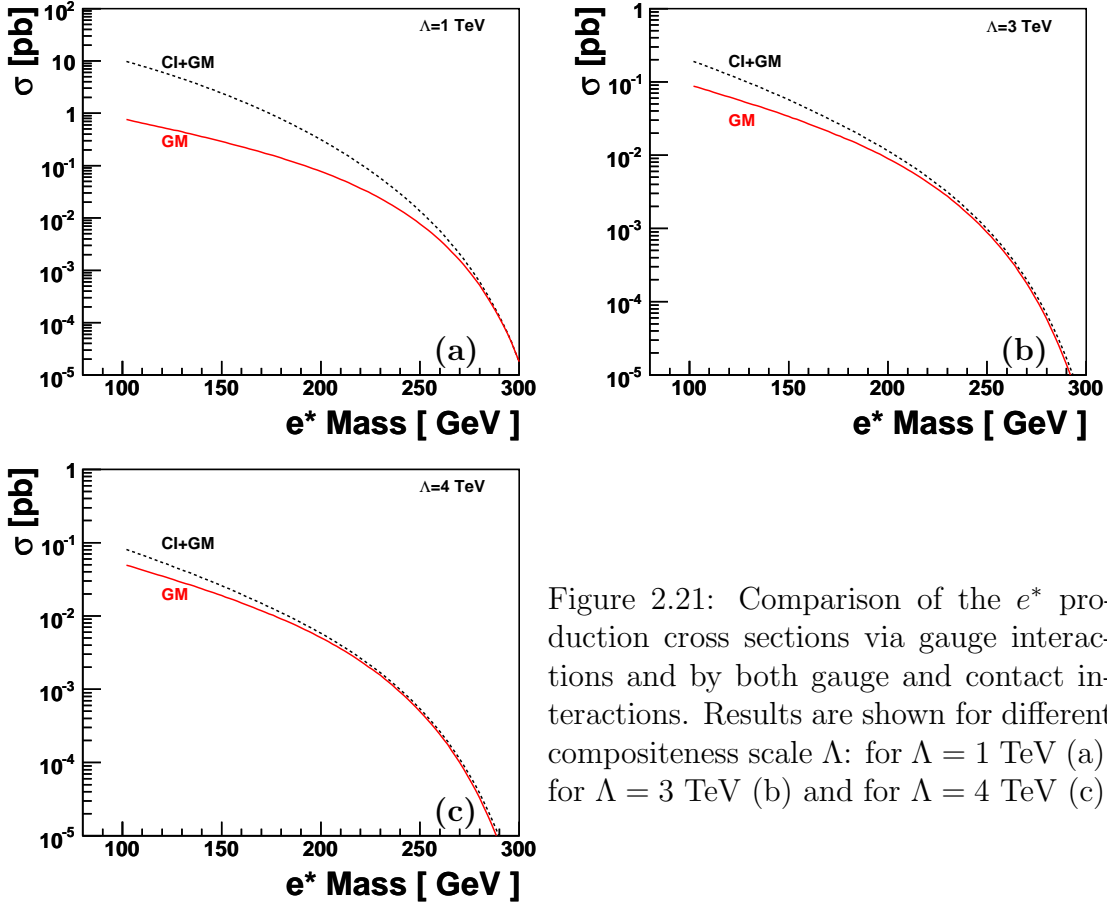 σ [pb]
10²
10
1
10⁻¹
10⁻²
10⁻³
10⁻⁴
10⁻⁵
Λ=1 TeV
CI+GM
GM
(a)
100 150 200 250 300
e* Mass [ GeV ]
σ [pb]
1
10⁻¹
10⁻²
10⁻³
10⁻⁴
10⁻⁵
Λ=3 TeV
CI+GM
GM
(b)
100 150 200 250 300
e* Mass [ GeV ]
σ [pb]
1
10⁻¹
10⁻²
10⁻³
10⁻⁴
10⁻⁵
Λ=4 TeV
CI+GM
GM
(c)
100 150 200 250 300
e* Mass [ GeV ]
Figure 2.21: Comparison of the e* pro-
duction cross sections via gauge interac-
tions and by both gauge and contact in-
teractions. Results are shown for different
compositeness scale Λ: for Λ = 1 TeV (a)
for Λ = 3 TeV (b) and for Λ = 4 TeV (c)